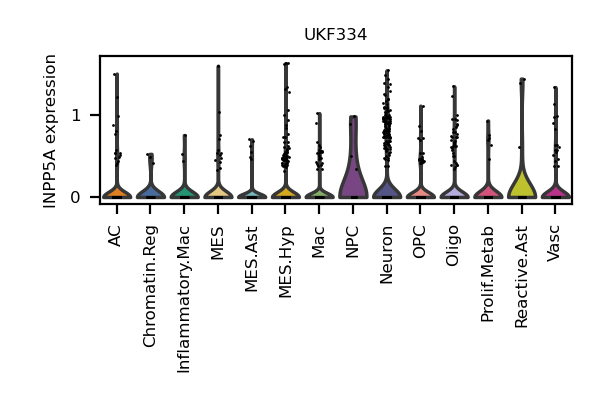 UKF334
INPP5A expression
1
0
AC
Chromatin.Reg
Inflammatory.Mac
MES
MES.Ast
MES.Hyp
Mac
NPC
Neuron
OPC
Oligo
Prolif.Metab
Reactive.Ast
Vasc